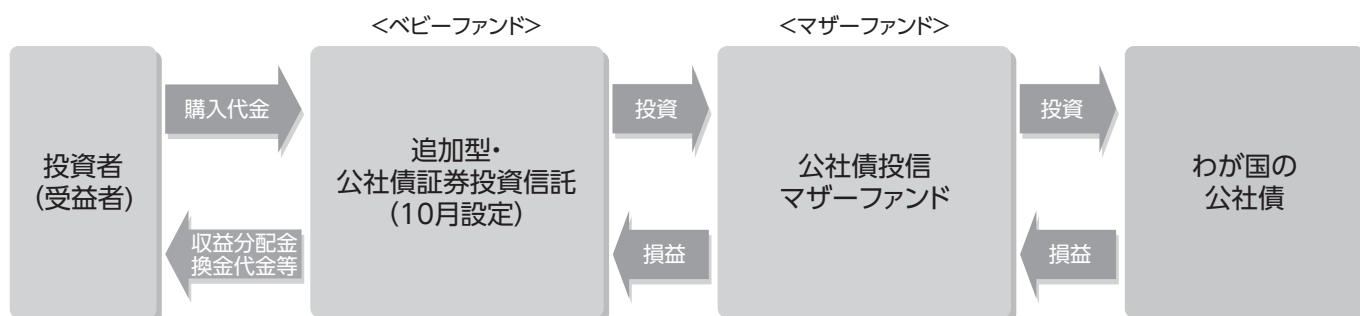 <ベビーファンド>
<マザーファンド>
投資者
(受益者)
購入代金
収益分配金
換金代金等
追加型・
公社債証券投資信託
(10月設定)
投資
損益
公社債投信
マザーファンド
投資
損益
わが国の
公社債